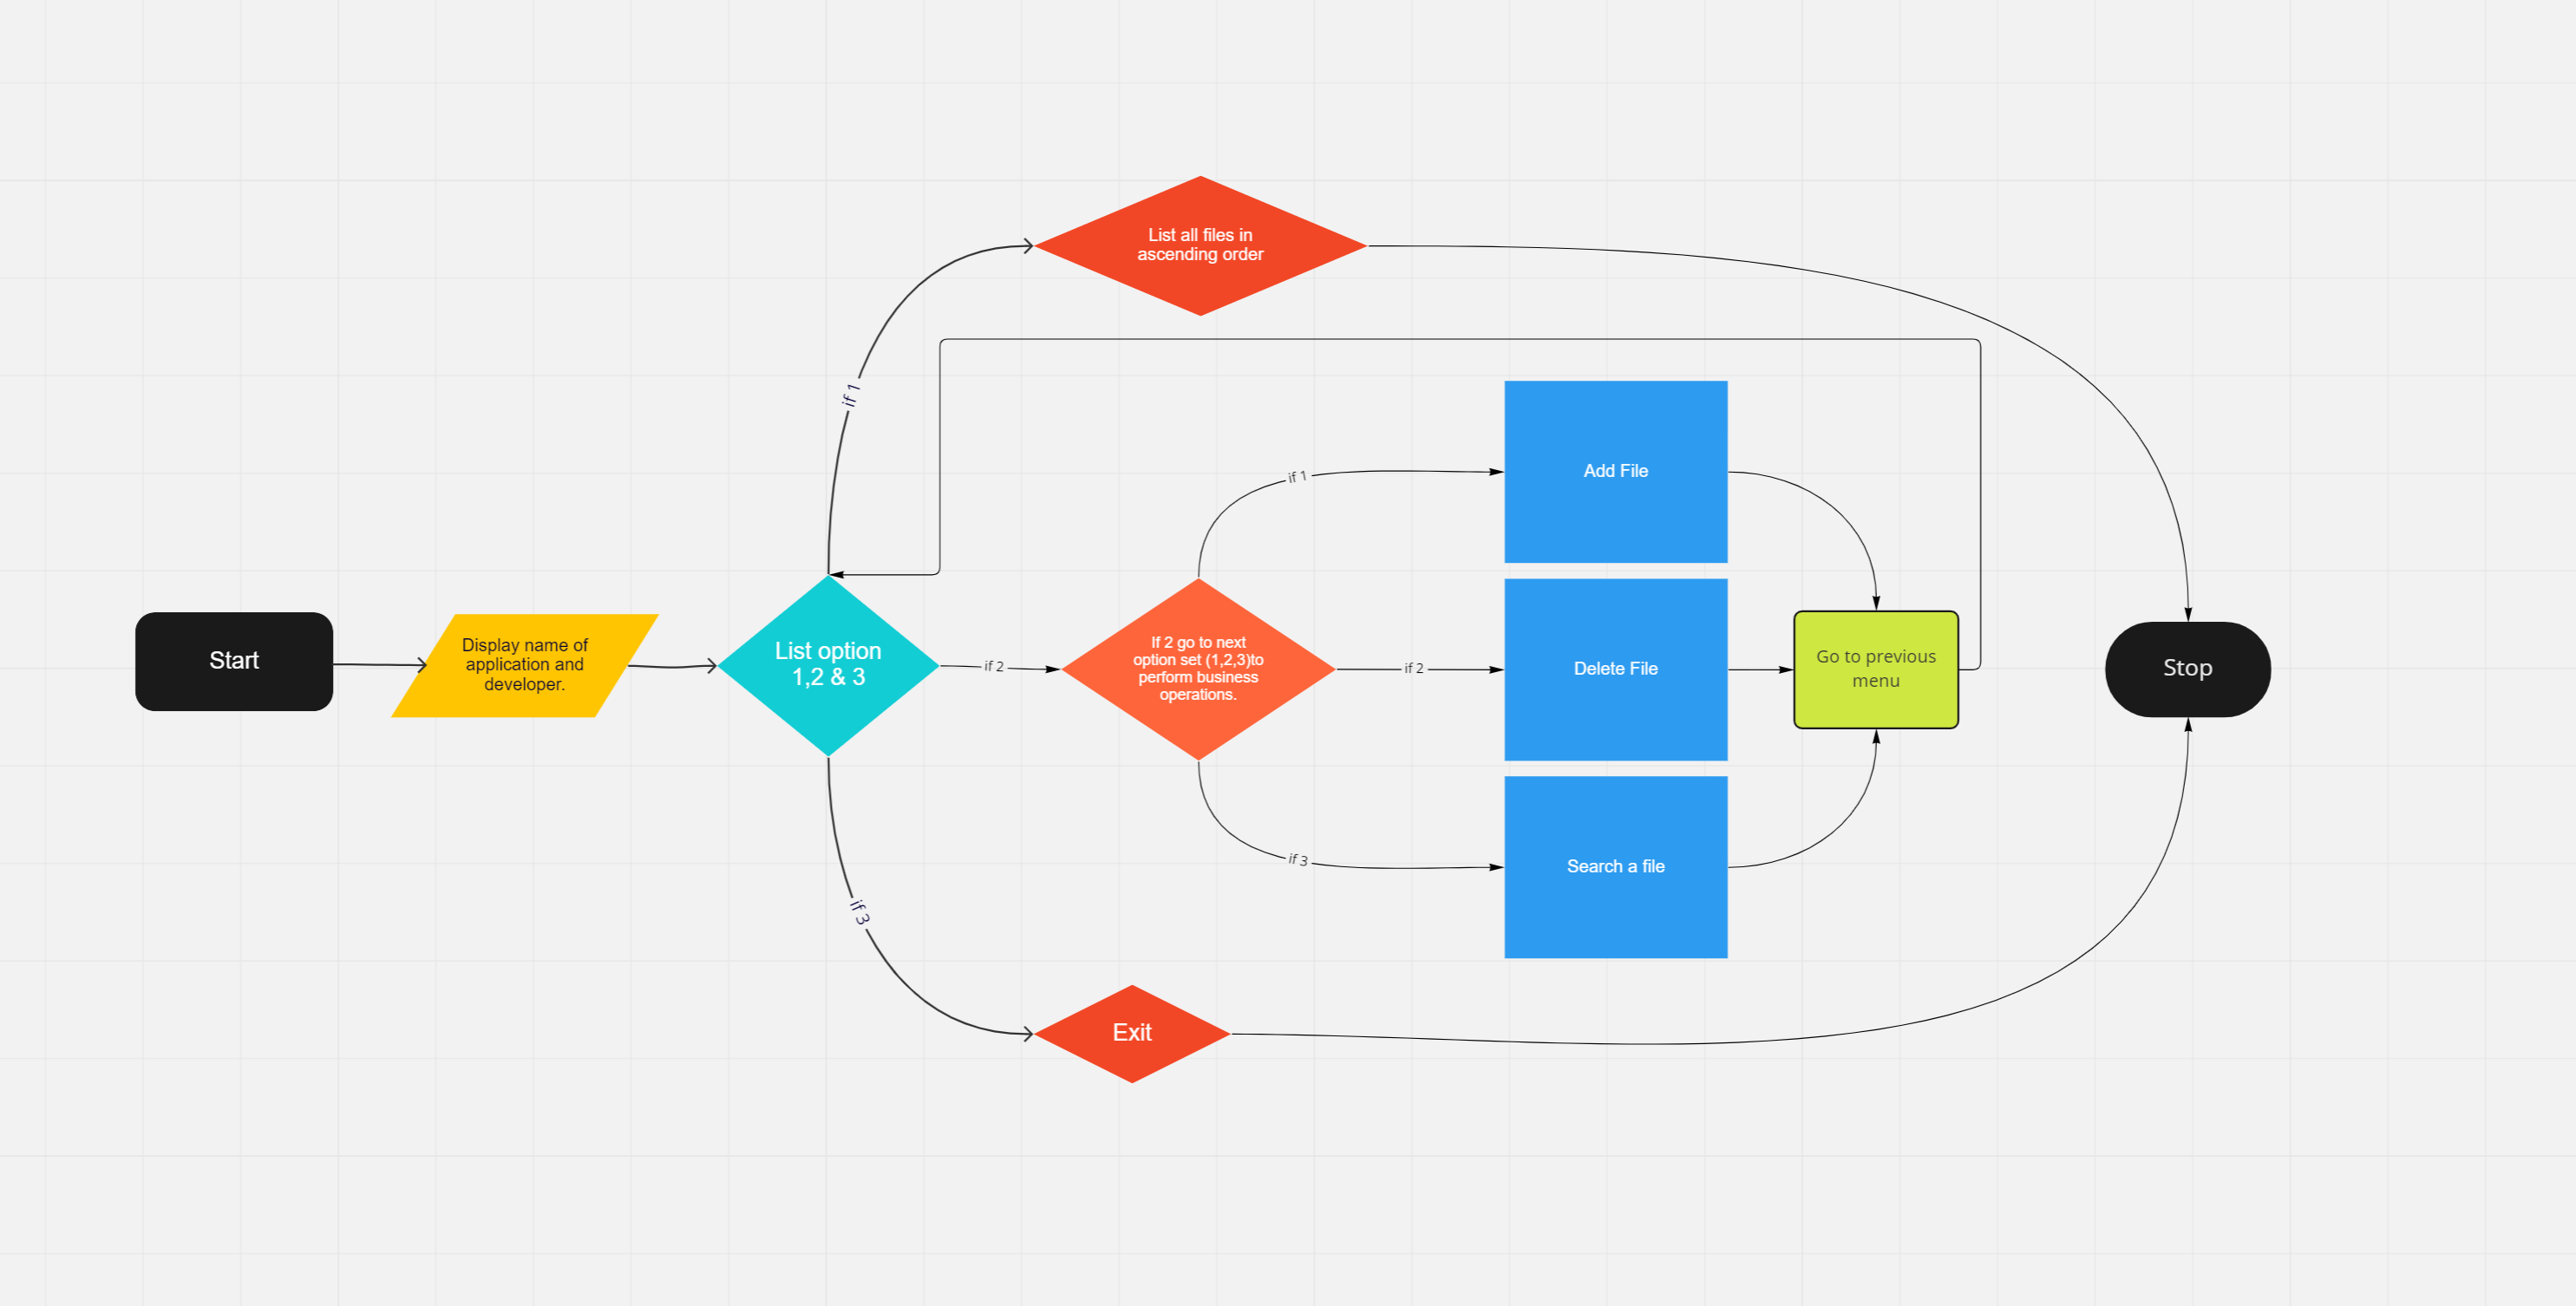 Start
Display name of
application and
developer.
List option
1,2 & 3
if 1
List all files in
ascending order
if 2
If 2 go to next
option set (1,2,3)to
perform business
operations.
if 1
Add File
if 2
Delete File
if 3
Search a file
Go to previous
menu
if 3
Exit
Stop